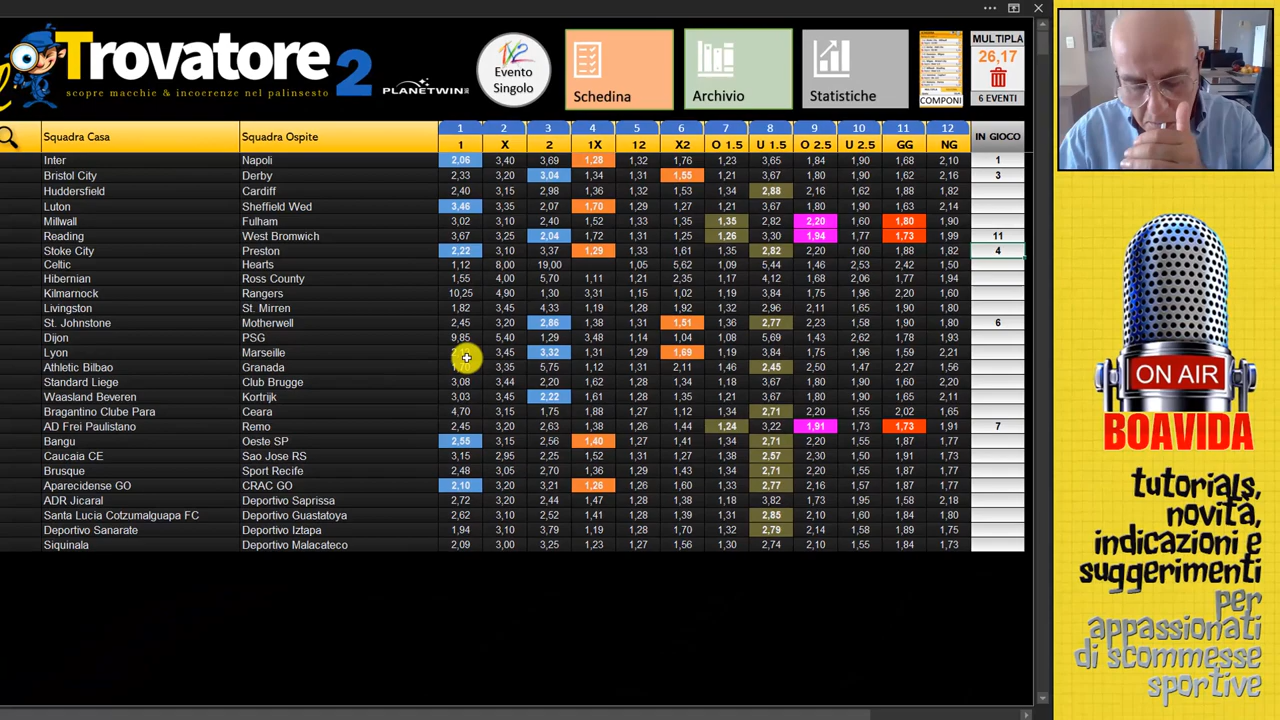 Trovatore 2
scopre macchie & incoerenze nel palinsesto
PLANETWIN365
1X2
Evento
Singolo
Schedina
Archivio
Statistiche
COMPONI
MULTIPLA
26,17
6 EVENTI
Squadra Casa Squadra Ospite 1 2 3 4 5 6 7 8 9 10 11 12 IN GIOCO
1 X 2 1X 12 X2 O 1.5 U 1.5 O 2.5 U 2.5 GG NG
Inter Napoli 2,06 3,40 3,69 1,28 1,32 1,76 1,23 3,65 1,84 1,90 1,68 2,10 1
Bristol City Derby 2,33 3,20 3,04 1,34 1,31 1,55 1,21 3,67 1,80 1,90 1,62 2,16 3
Huddersfield Cardiff 2,40 3,15 2,98 1,36 1,32 1,53 1,34 2,88 2,16 1,62 1,88 1,82
Luton Sheffield Wed 3,46 3,35 2,07 1,70 1,29 1,27 1,21 3,67 1,80 1,90 1,63 2,14
Millwall Fulham 3,02 3,10 2,40 1,52 1,33 1,35 1,35 2,82 2,20 1,60 1,80 1,90
Reading West Bromwich 3,67 3,25 2,04 1,72 1,31 1,25 1,26 3,30 1,94 1,77 1,73 1,99 11
Stoke City Preston 2,22 3,10 3,37 1,29 1,33 1,61 1,35 2,82 2,20 1,60 1,88 1,82 4
Celtic Hearts 1,12 8,00 19,00 1,05 5,62 1,09 5,44 1,46 2,53 2,42 1,50
Hibernian Ross County 1,55 4,00 5,70 1,11 1,21 2,35 1,17 4,12 1,68 2,06 1,77 1,94
Kilmarnock Rangers 10,25 4,90 1,30 3,31 1,15 1,02 1,19 3,84 1,75 1,96 2,20 1,60
Livingston St. Mirren 1,82 3,45 4,33 1,19 1,28 1,92 1,32 2,96 2,11 1,65 1,90 1,80
St. Johnstone Motherwell 2,45 3,20 2,86 1,38 1,31 1,51 1,36 2,77 2,23 1,58 1,90 1,80 6
Dijon PSG 9,85 5,40 1,29 3,48 1,14 1,04 1,08 5,69 1,43 2,62 1,78 1,93
Lyon Marseille 3,45 3,32 1,31 1,29 1,69 1,19 3,84 1,75 1,96 1,59 2,21
Athletic Bilbao Granada 1,70 3,35 5,75 1,12 1,31 2,11 1,46 2,45 2,50 1,47 2,27 1,56
Standard Liege Club Brugge 3,08 3,44 2,20 1,62 1,28 1,34 1,18 3,67 1,80 1,90 1,60 2,20
Waasland Beveren Kortrijk 3,03 3,45 2,22 1,61 1,28 1,35 1,21 3,67 1,80 1,90 1,65 2,11
Bragantino Clube Para Ceara 4,70 3,15 1,75 1,88 1,27 1,12 1,34 2,71 2,20 1,55 2,02 1,65
AD Frei Paulistano Remo 2,45 3,20 2,63 1,38 1,26 1,44 1,24 3,22 1,91 1,73 1,73 1,91 7
Bangu Oeste SP 2,55 3,15 2,56 1,40 1,27 1,41 1,34 2,71 2,20 1,55 1,87 1,77
Caucaia CE Sao Jose RS 3,15 2,95 2,25 1,52 1,31 1,27 1,38 2,57 2,30 1,50 1,91 1,73
Brusque Sport Recife 2,48 3,05 2,70 1,36 1,29 1,43 1,34 2,71 2,20 1,55 1,87 1,77
Aparecidense GO CRAC GO 2,10 3,20 3,21 1,26 1,26 1,60 1,32 2,77 2,16 1,57 1,87 1,77
ADR Jicaral Deportivo Saprissa 2,72 3,10 2,44 1,47 1,28 1,38 1,18 3,82 1,73 1,95 1,58 2,18
Santa Lucia Cotzumalguapa FC Deportivo Guastatoya 2,62 3,10 2,52 1,41 1,28 1,39 1,31 2,85 2,10 1,60 1,84 1,80
Deportivo Sanarate Deportivo Iztapa 1,94 3,10 3,79 1,19 1,28 1,70 1,32 2,79 2,14 1,58 1,89 1,75
Siquinala Deportivo Malacateco 2,09 3,00 3,25 1,23 1,27 1,56 1,30 2,74 2,10 1,55 1,84 1,73
ON AIR
BOAVIDA
tutorials,
novità,
indicazioni e
suggerimenti
per
appassionati
di scommesse
sportive